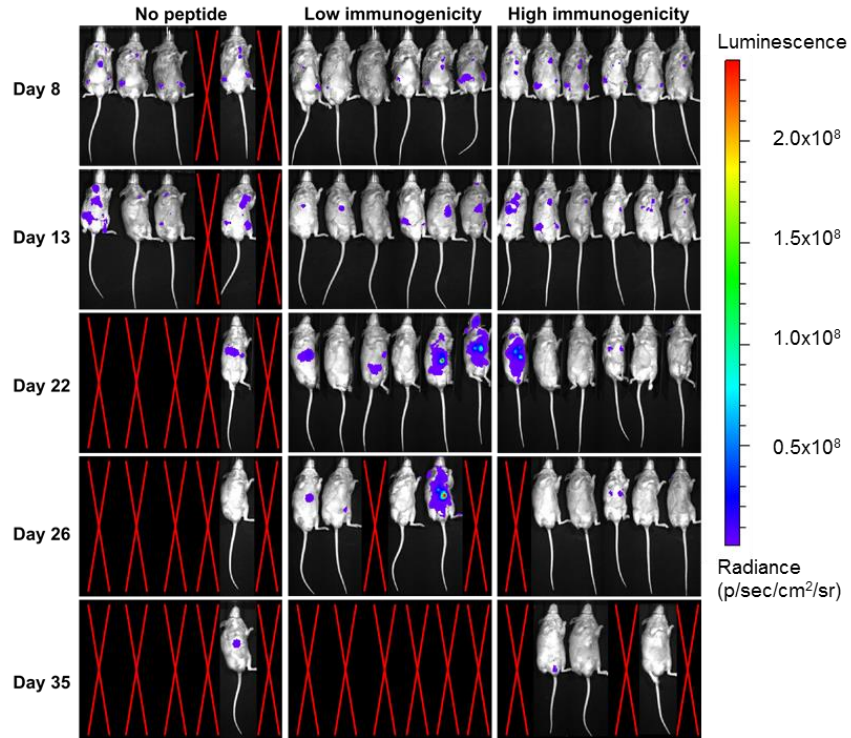 No peptide
Low immunogenicity
High immunogenicity
Luminescence
Day 8
Day 13
Day 22
Day 26
Day 35
2.0x10⁸
1.5x10⁸
1.0x10⁸
0.5x10⁸
Radiance
(p/sec/cm²/sr)